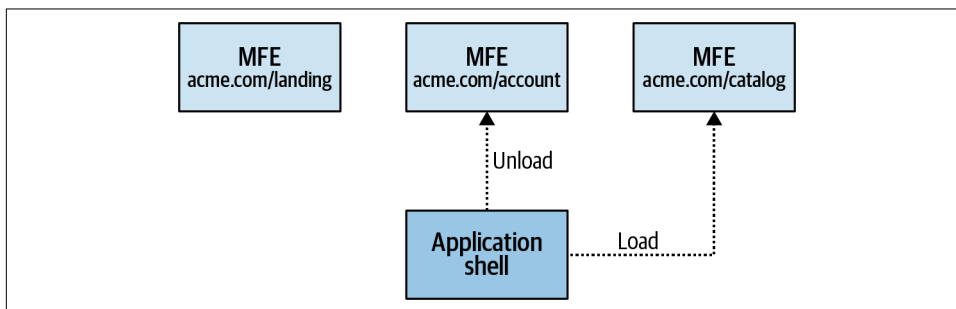 MFE
acme.com/landing
MFE
acme.com/account
MFE
acme.com/catalog
Unload
Application
shell
Load